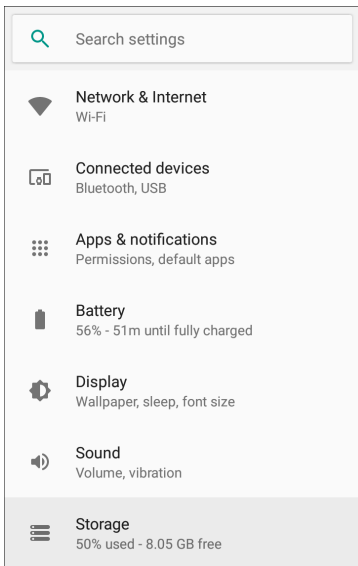 Search settings
Network & Internet
Wi-Fi
Connected devices
Bluetooth, USB
Apps & notifications
Permissions, default apps
Battery
56% - 51m until fully charged
Display
Wallpaper, sleep, font size
Sound
Volume, vibration
Storage
50% used - 8.05 GB free